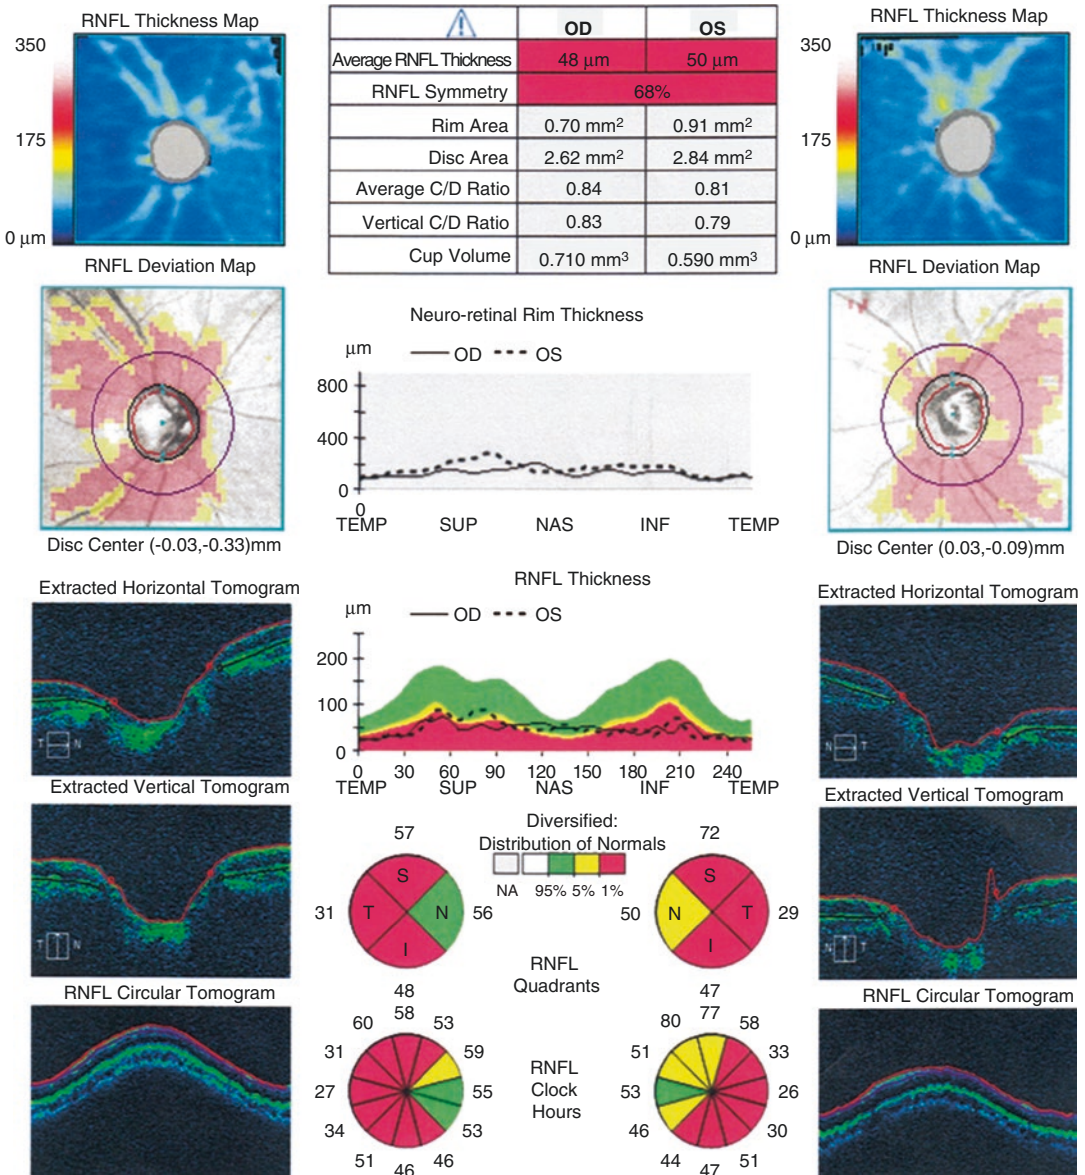 RNFL Thickness Map
350
175
0 μm
OD OS
Average RNFL Thickness 48 μm 50 μm
RNFL Symmetry 68%
Rim Area 0.70 mm² 0.91 mm²
Disc Area 2.62 mm² 2.84 mm²
Average C/D Ratio 0.84 0.81
Vertical C/D Ratio 0.83 0.79
Cup Volume 0.710 mm³ 0.590 mm³
RNFL Thickness Map
350
175
0 μm
RNFL Deviation Map
Disc Center (-0.03,-0.33)mm
Neuro-retinal Rim Thickness
μm OD OS
800
400
0
0
TEMP SUP NAS INF TEMP
RNFL Deviation Map
Disc Center (0.03,-0.09)mm
Extracted Horizontal Tomogram
T N
Extracted Vertical Tomogram
T N
RNFL Circular Tomogram
RNFL Thickness
μm OD OS
200
100
0
0 30 60 90 120 150 180 210 240
TEMP SUP NAS INF TEMP
Diversified:
Distribution of Normals
NA 95% 5% 1%
57
S
31 T N 56
I
48
72
S
50 N T 29
I
47
RNFL
Quadrants
58
60 53
31 59
27 55
34 53
51 46
46
RNFL
Clock
Hours
77
80 58
51 33
53 26
46 30
44 51
47
Extracted Horizontal Tomogram
N T
Extracted Vertical Tomogram
N T
RNFL Circular Tomogram